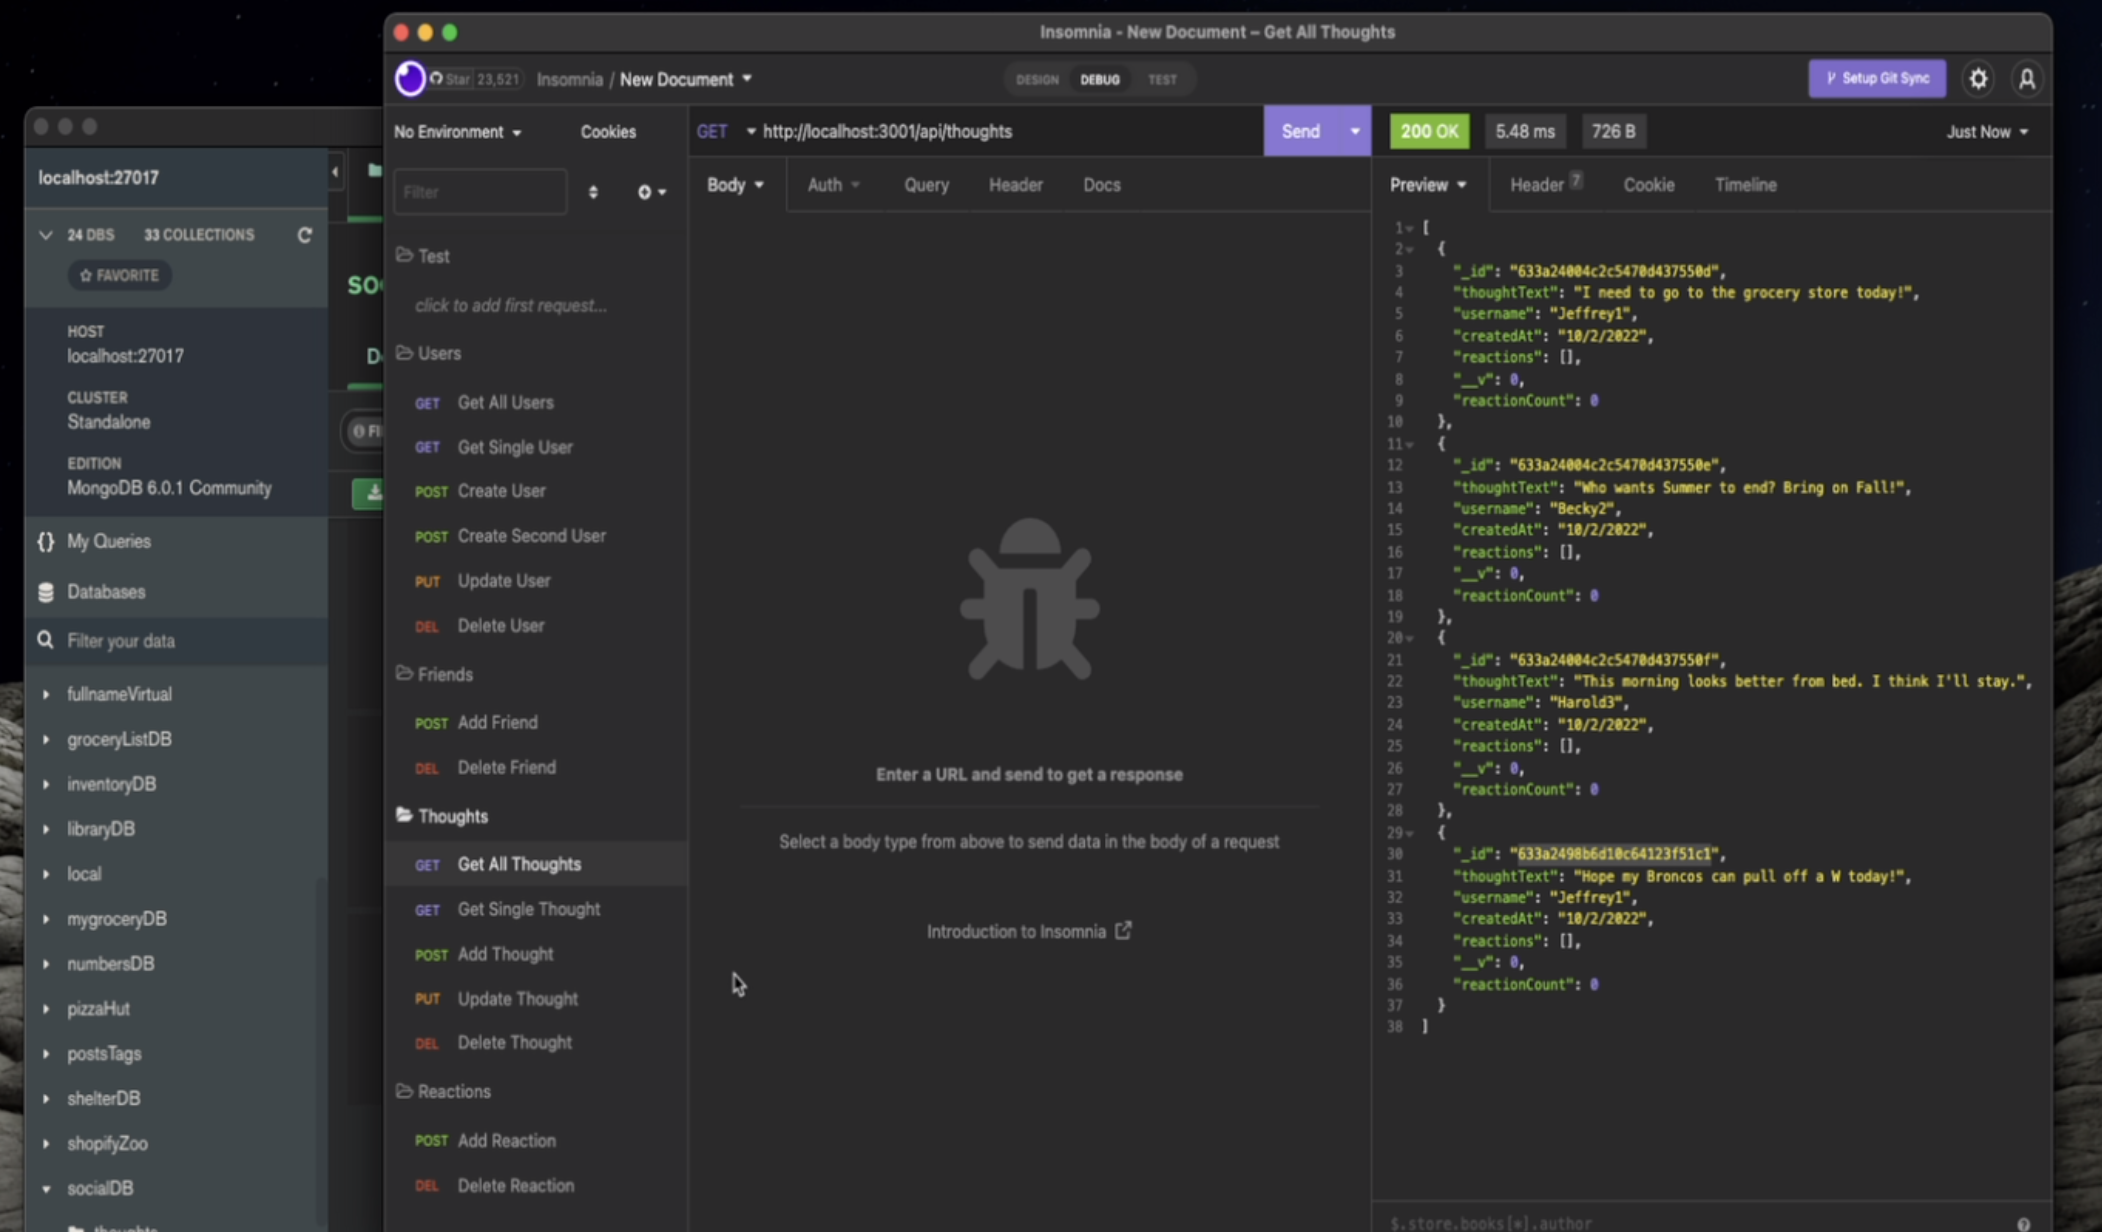 Insomnia - New Document – Get All Thoughts
Star 23,521
Insomnia / New Document
DESIGN DEBUG TEST
Setup Git Sync
localhost:27017
24 DBS 33 COLLECTIONS
FAVORITE
HOST
localhost:27017
CLUSTER
Standalone
EDITION
MongoDB 6.0.1 Community
{} My Queries
Databases
Filter your data
fullnameVirtual
groceryListDB
inventoryDB
libraryDB
local
mygroceryDB
numbersDB
pizzaHut
postsTags
shelterDB
shopifyZoo
socialDB
thoughts
No Environment Cookies
Filter
Test
click to add first request...
Users
GET Get All Users
GET Get Single User
POST Create User
POST Create Second User
PUT Update User
DEL Delete User
Friends
POST Add Friend
DEL Delete Friend
Thoughts
GET Get All Thoughts
GET Get Single Thought
POST Add Thought
PUT Update Thought
DEL Delete Thought
Reactions
POST Add Reaction
DEL Delete Reaction
GET http://localhost:3001/api/thoughts Send
Body Auth Query Header Docs
Enter a URL and send to get a response
Select a body type from above to send data in the body of a request
Introduction to Insomnia
200 OK 5.48 ms 726 B Just Now
Preview Header 7 Cookie Timeline
1 [
2 {
3 "_id": "633a24004c2c5470d437550d",
4 "thoughtText": "I need to go to the grocery store today!",
5 "username": "Jeffrey1",
6 "createdAt": "10/2/2022",
7 "reactions": [],
8 "__v": 0,
9 "reactionCount": 0
10 },
11 {
12 "_id": "633a24004c2c5470d437550e",
13 "thoughtText": "Who wants Summer to end? Bring on Fall!",
14 "username": "Becky2",
15 "createdAt": "10/2/2022",
16 "reactions": [],
17 "__v": 0,
18 "reactionCount": 0
19 },
20 {
21 "_id": "633a24004c2c5470d437550f",
22 "thoughtText": "This morning looks better from bed. I think I'll stay.",
23 "username": "Harold3",
24 "createdAt": "10/2/2022",
25 "reactions": [],
26 "__v": 0,
27 "reactionCount": 0
28 },
29 {
30 "_id": "633a2498b6d10c64123f51c1",
31 "thoughtText": "Hope my Broncos can pull off a W today!",
32 "username": "Jeffrey1",
33 "createdAt": "10/2/2022",
34 "reactions": [],
35 "__v": 0,
36 "reactionCount": 0
37 }
38 ]
$.store.books[*].author